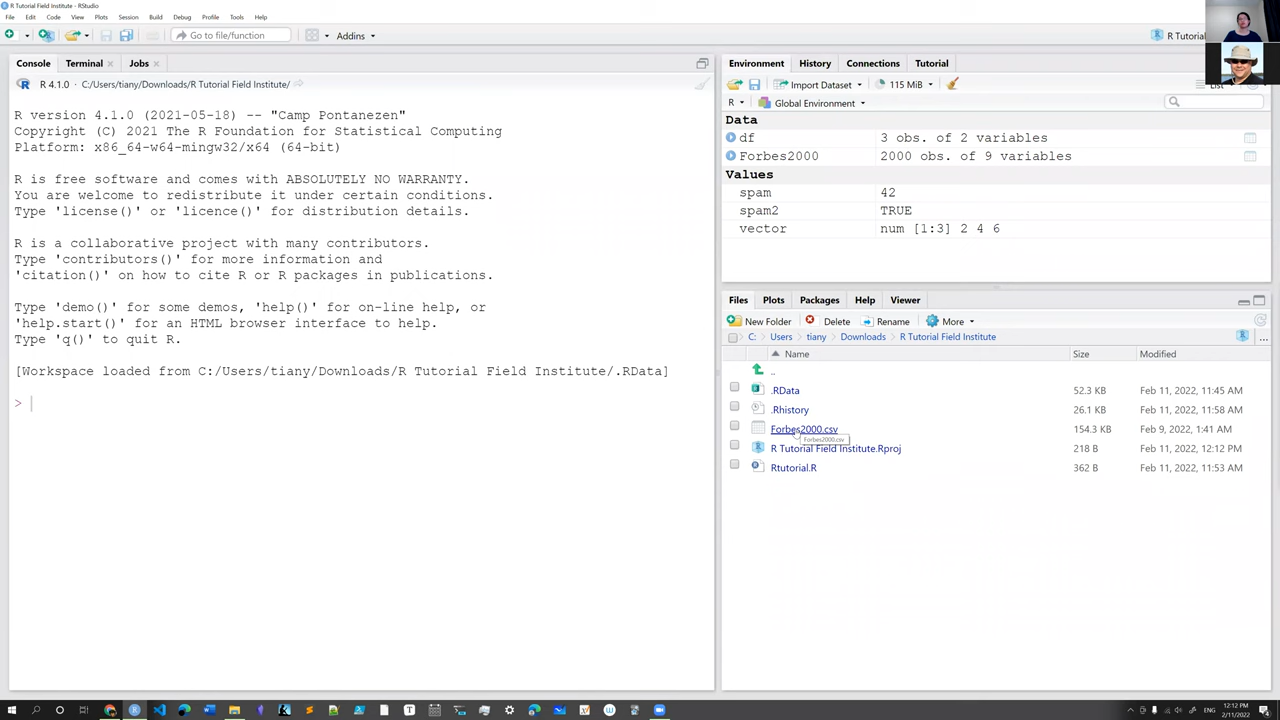 R Tutorial Field Institute - RStudio
File Edit Code View Plots Session Build Debug Profile Tools Help
Go to file/function Addins R Tutorial
Console Terminal Jobs
R 4.1.0 C:/Users/tiany/Downloads/R Tutorial Field Institute/
R version 4.1.0 (2021-05-18) -- "Camp Pontanezen"
Copyright (C) 2021 The R Foundation for Statistical Computing
Platform: x86_64-w64-mingw32/x64 (64-bit)
R is free software and comes with ABSOLUTELY NO WARRANTY.
You are welcome to redistribute it under certain conditions.
Type 'license()' or 'licence()' for distribution details.
R is a collaborative project with many contributors.
Type 'contributors()' for more information and
'citation()' on how to cite R or R packages in publications.
Type 'demo()' for some demos, 'help()' for on-line help, or
'help.start()' for an HTML browser interface to help.
Type 'q()' to quit R.
[Workspace loaded from C:/Users/tiany/Downloads/R Tutorial Field Institute/.RData]
>
Environment History Connections Tutorial
Import Dataset 115 MiB List
R Global Environment
Data
df 3 obs. of 2 variables
Forbes2000 2000 obs. of 9 variables
Values
spam 42
spam2 TRUE
vector num [1:3] 2 4 6
Files Plots Packages Help Viewer
New Folder Delete Rename More
C: Users tiany Downloads R Tutorial Field Institute ...
Name Size Modified
..
.RData 52.3 KB Feb 11, 2022, 11:45 AM
.Rhistory 26.1 KB Feb 11, 2022, 11:58 AM
Forbes2000.csv 154.3 KB Feb 9, 2022, 1:41 AM
Forbes2000.csv
R Tutorial Field Institute.Rproj 218 B Feb 11, 2022, 12:12 PM
Rtutorial.R 362 B Feb 11, 2022, 11:53 AM
ENG 12:12 PM
2/11/2022